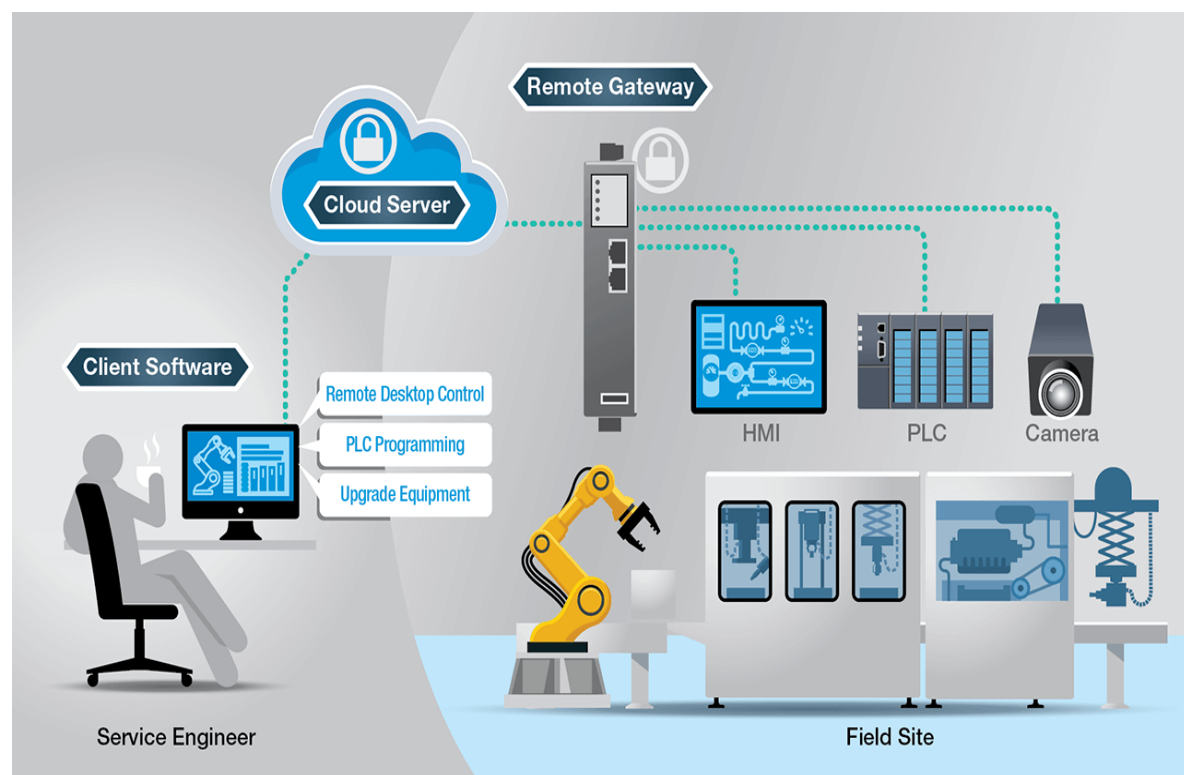 Remote Gateway
Cloud Server
Client Software
Remote Desktop Control
PLC Programming
Upgrade Equipment
HMI
PLC
Camera
Service Engineer
Field Site